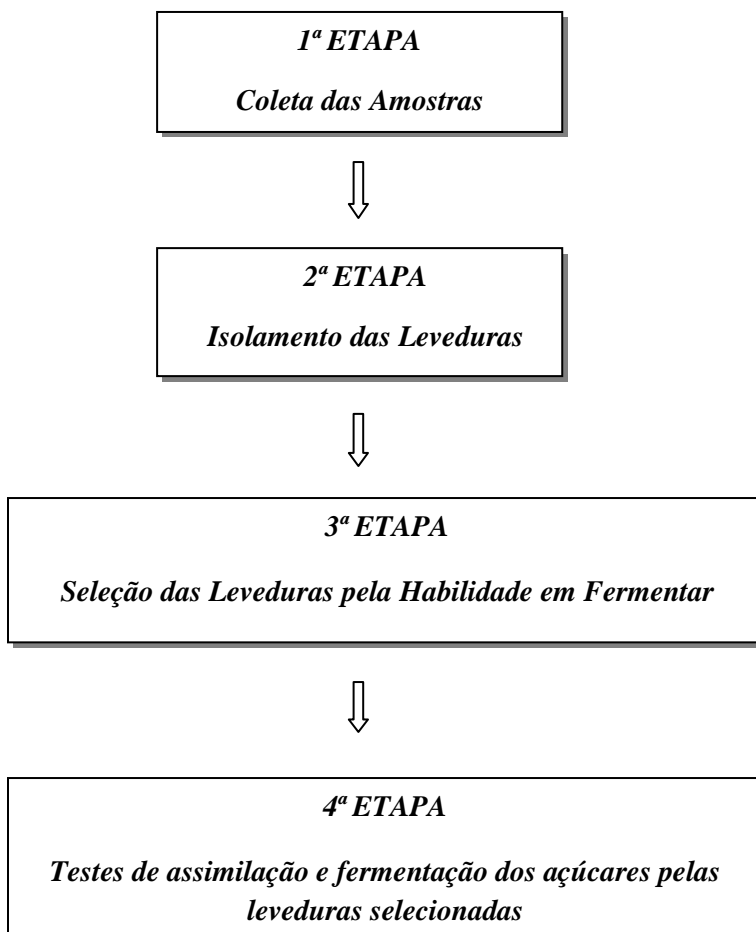 1ª ETAPA
Coleta das Amostras
2ª ETAPA
Isolamento das Leveduras
3ª ETAPA
Seleção das Leveduras pela Habilidade em Fermentar
4ª ETAPA
Testes de assimilação e fermentação dos açúcares pelas
leveduras selecionadas